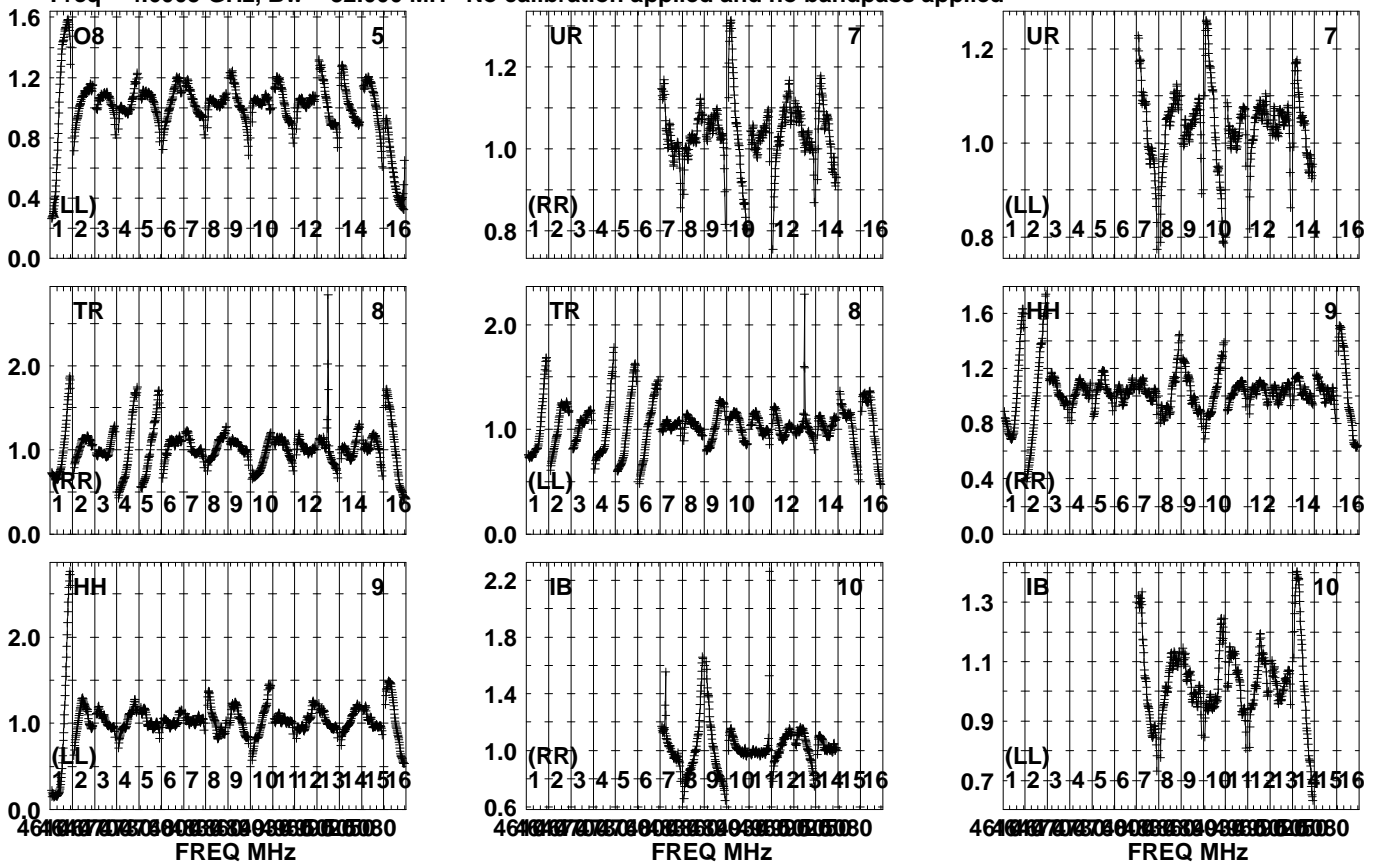 No calibration applied and no bandpass applied
1.6
1.2
0.8
0.4
0.0
O8 5
(LL)
1 2 3 4 5 6 7 8 9 10 12 14 16
1.2
1.0
0.8
UR 7
(RR)
1 2 3 4 5 6 7 8 9 10 12 14 16
1.2
1.0
0.8
UR 7
(LL)
1 2 3 4 5 6 7 8 9 10 12 14 16
2.0
1.0
0.0
TR 8
(RR)
1 2 3 4 5 6 7 8 9 10 12 14 16
2.0
1.0
0.0
TR 8
(LL)
1 2 3 4 5 6 7 8 9 10 12 14 16
1.6
1.2
0.8
0.4
0.0
HH 9
(RR)
1 2 3 4 5 6 7 8 9 10 12 14 16
2.0
1.0
0.0
HH 9
(LL)
1 2 3 4 5 6 7 8 9 10 11 12 13 14 15 16
FREQ MHz
2.2
1.8
1.4
1.0
0.6
IB 10
(RR)
1 2 3 4 5 6 7 8 9 10 11 12 13 14 15 16
FREQ MHz
1.3
1.1
0.9
0.7
IB 10
(LL)
1 2 3 4 5 6 7 8 9 10 11 12 13 14 15 16
FREQ MHz